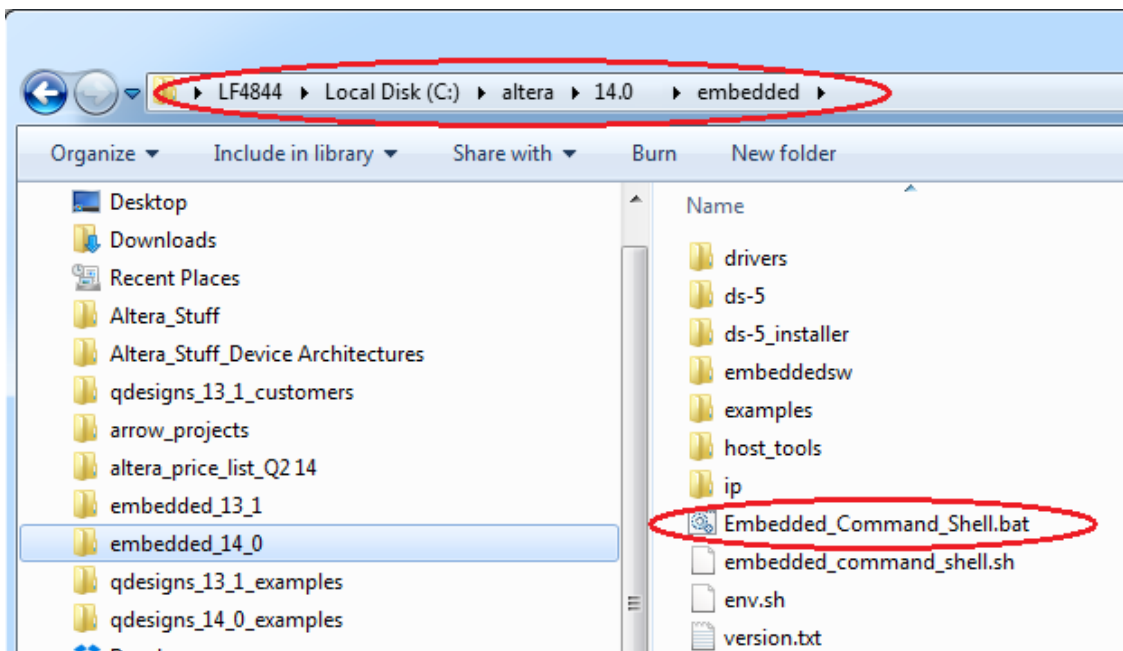 LF4844 Local Disk (C:) altera 14.0 embedded
Organize Include in library Share with Burn New folder
Desktop
Downloads
Recent Places
Altera_Stuff
Altera_Stuff_Device Architectures
qdesigns_13_1_customers
arrow_projects
altera_price_list_Q2 14
embedded_13_1
embedded_14_0
qdesigns_13_1_examples
qdesigns_14_0_examples
Name
drivers
ds-5
ds-5_installer
embeddedsw
examples
host_tools
ip
Embedded_Command_Shell.bat
embedded_command_shell.sh
env.sh
version.txt